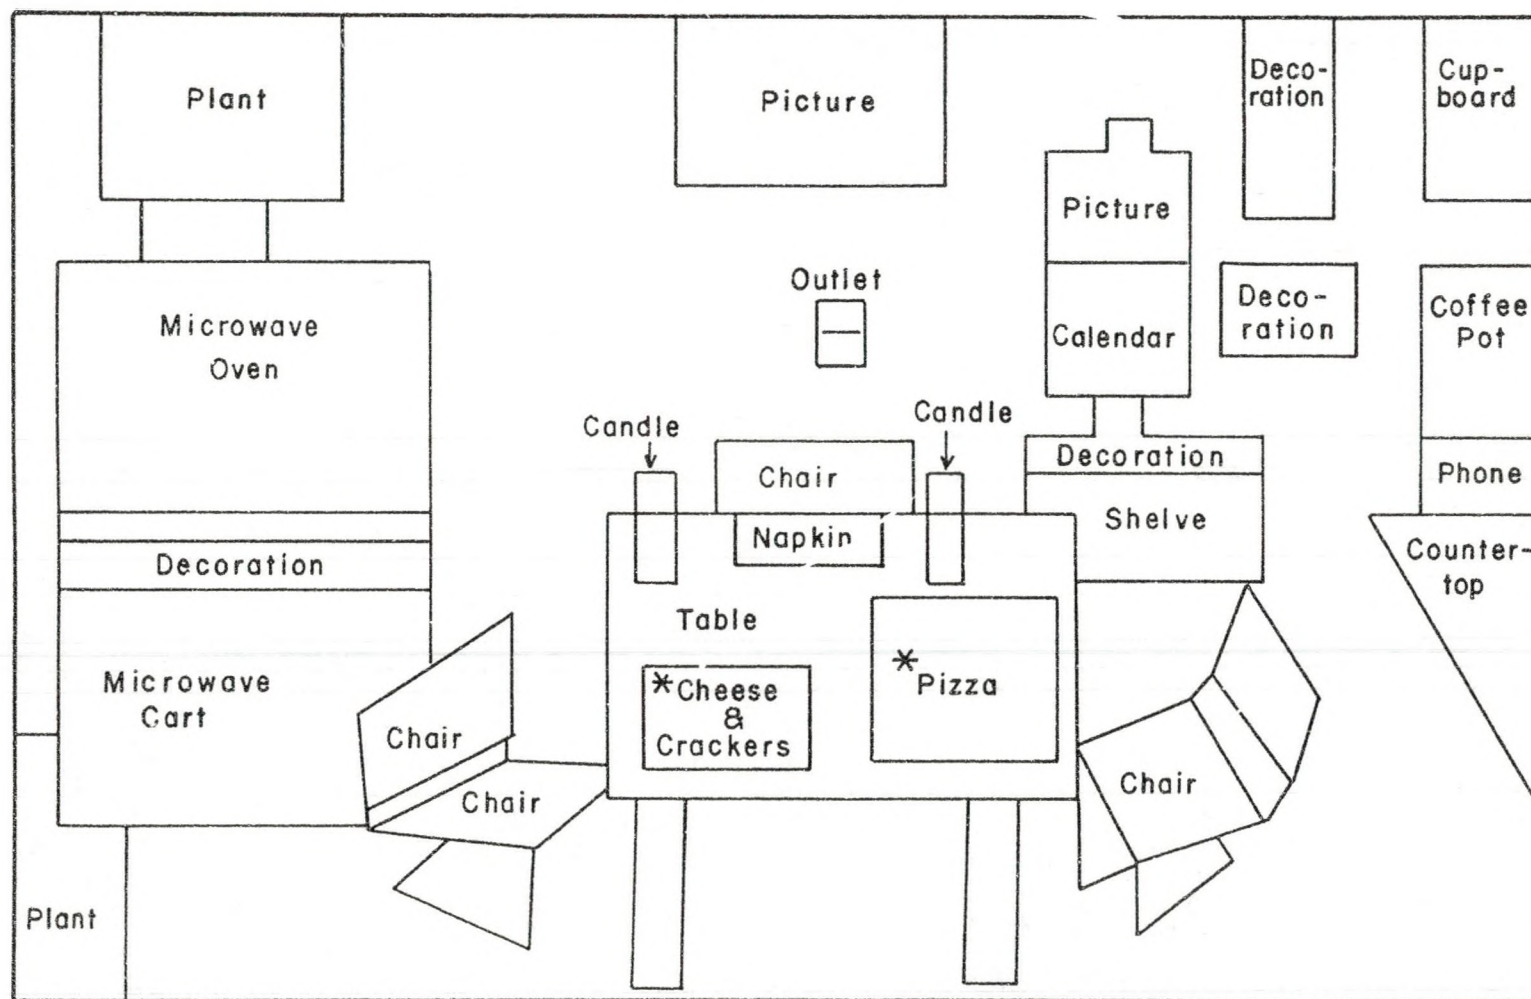 Plant
Picture
Deco-
ration
Cup-
board
Picture
Outlet
Microwave
Oven
Calendar
Deco-
ration
Coffee
Pot
Candle
Candle
Chair
Decoration
Phone
Napkin
Shelve
Decoration
Table
Counter-
top
Microwave
Cart
Chair
Chair
*Cheese
&
Crackers
*Pizza
Chair
Plant